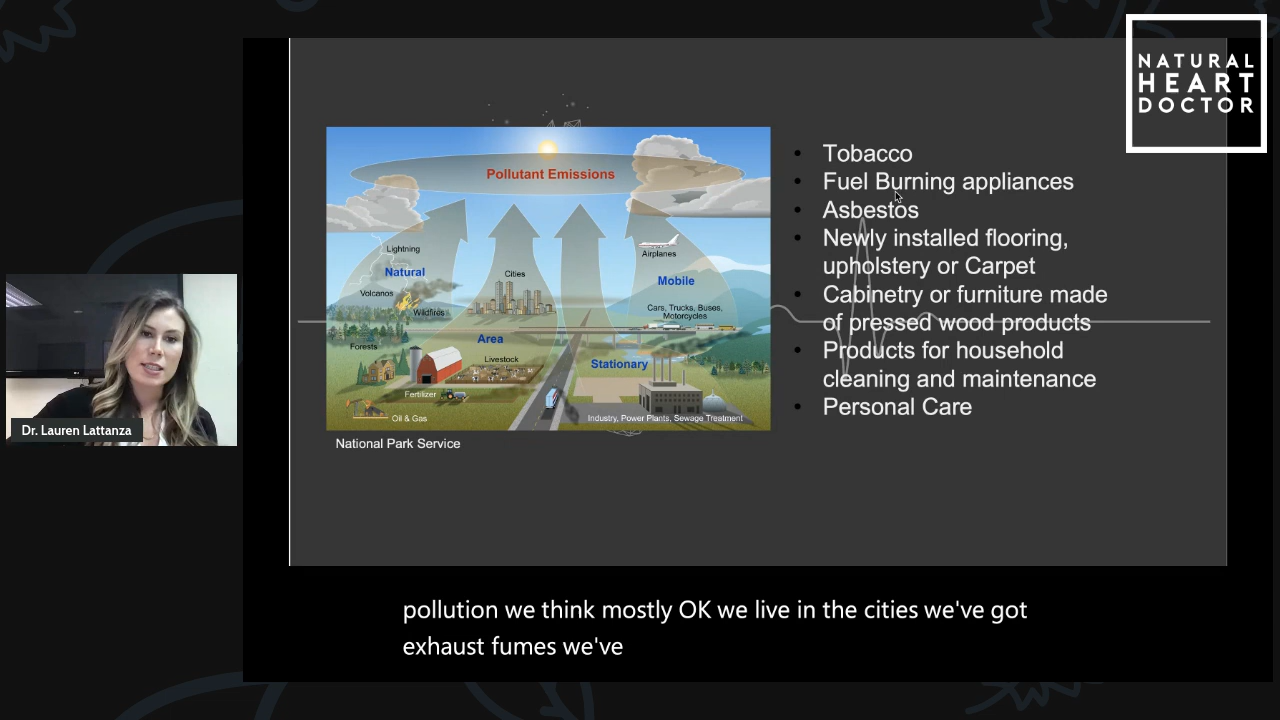 NATURAL
HEART
DOCTOR
Pollutant Emissions
Lightning
Natural
Volcanos
Wildfires
Forests
Cities
Area
Livestock
Fertilizer
Oil & Gas
Airplanes
Mobile
Cars, Trucks, Buses,
Motorcycles
Stationary
Industry, Power Plants, Sewage Treatment
National Park Service
• Tobacco
• Fuel Burning appliances
• Asbestos
• Newly installed flooring,
upholstery or Carpet
• Cabinetry or furniture made
of pressed wood products
• Products for household
cleaning and maintenance
• Personal Care
Dr. Lauren Lattanza
pollution we think mostly OK we live in the cities we've got
exhaust fumes we've